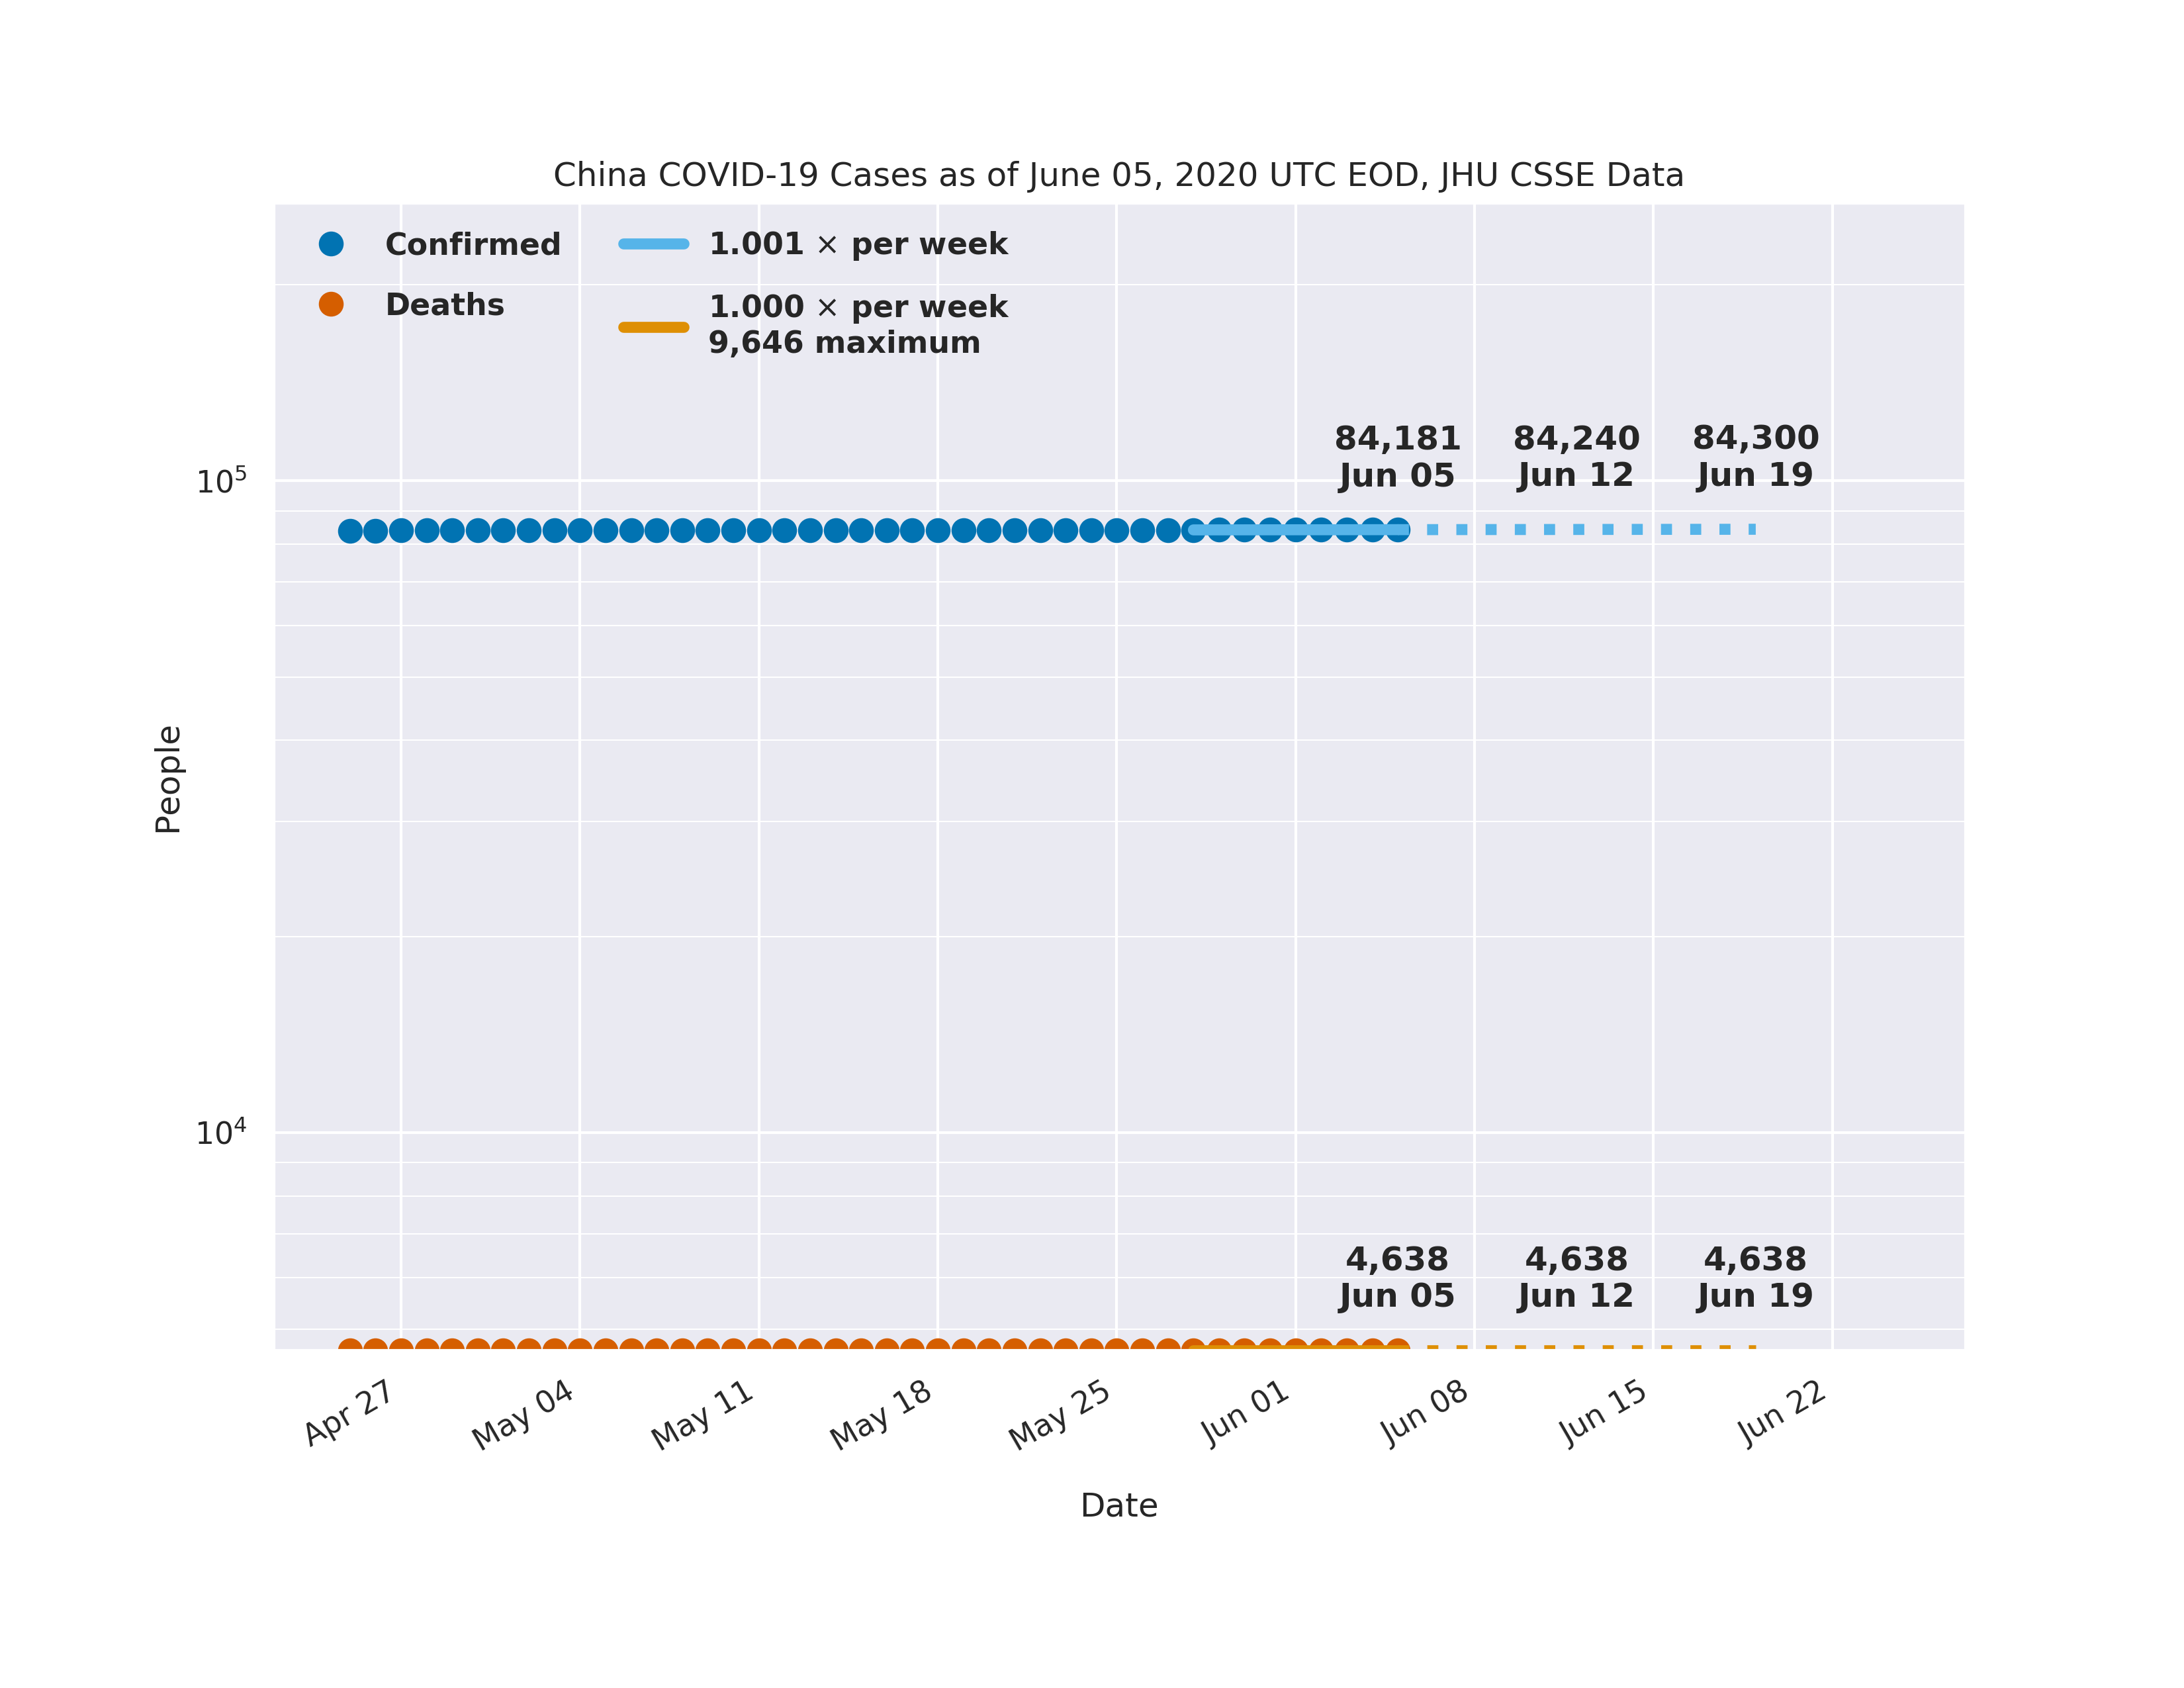 China COVID-19 Cases as of June 05, 2020 UTC EOD, JHU CSSE Data
Confirmed
Deaths
1.001 × per week
1.000 × per week
9,646 maximum
84,181
Jun 05
84,240
Jun 12
84,300
Jun 19
10⁵
People
10⁴
4,638
Jun 05
4,638
Jun 12
4,638
Jun 19
Apr 27
May 04
May 11
May 18
May 25
Jun 01
Jun 08
Jun 15
Jun 22
Date